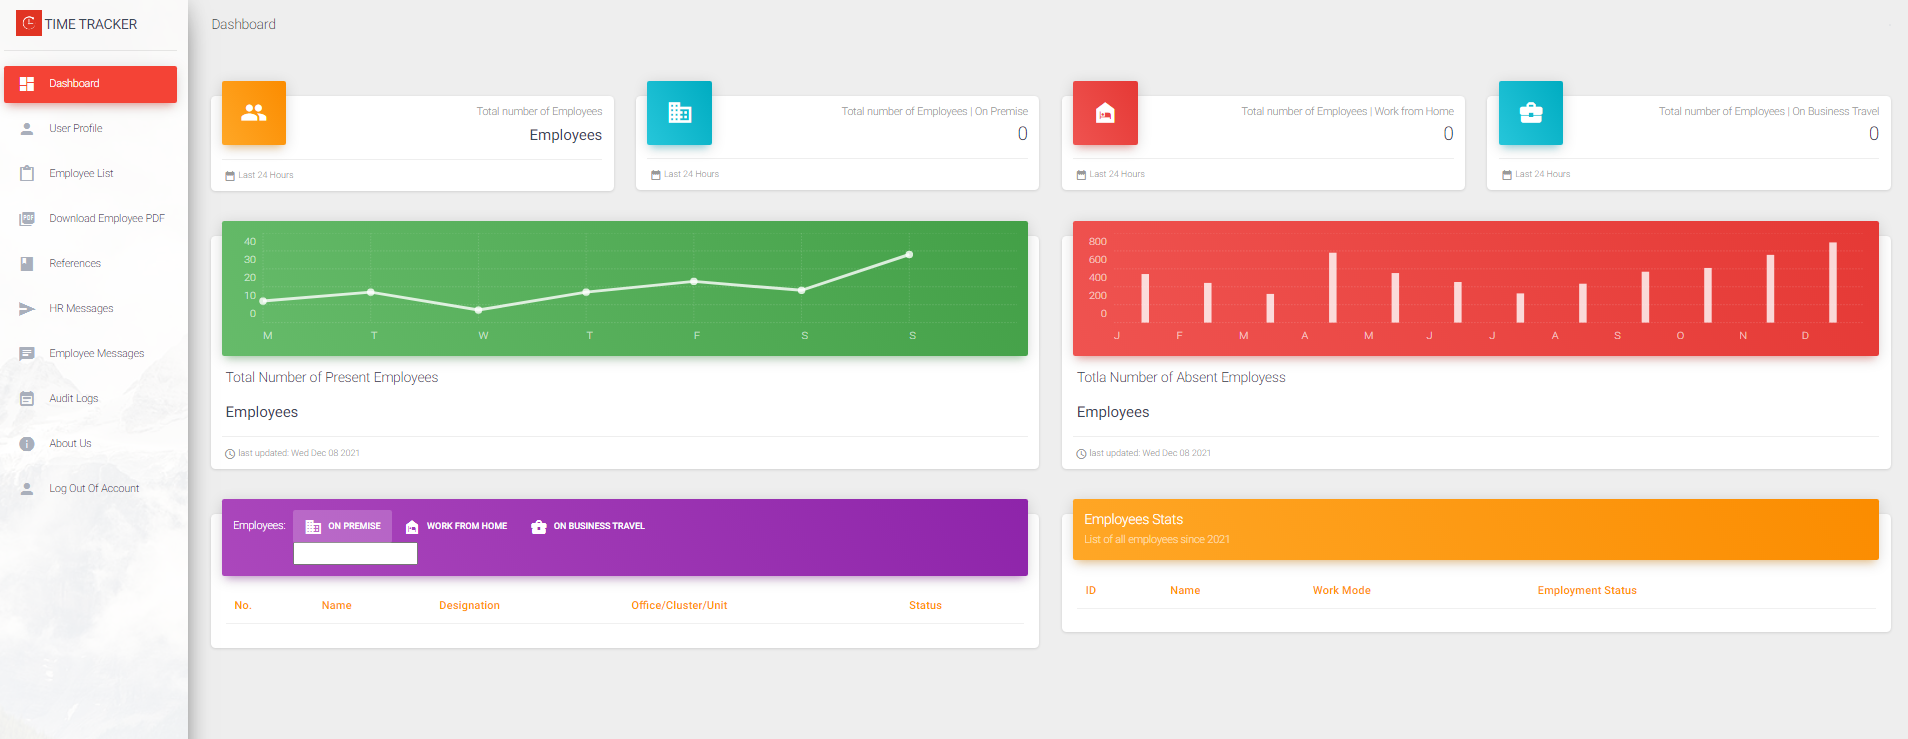 TIME TRACKER
Dashboard
User Profile
Employee List
PDF
Download Employee PDF
References
HR Messages
Employee Messages
Audit Logs
About Us
Log Out Of Account
Dashboard
Total number of Employees
Employees
Last 24 Hours
Total number of Employees | On Premise
0
Last 24 Hours
Total number of Employees | Work from Home
0
Last 24 Hours
Total number of Employees | On Business Travel
0
Last 24 Hours
40
30
20
10
0
M T W T F S S
Total Number of Present Employees
Employees
last updated: Wed Dec 08 2021
800
600
400
200
0
J F M A M J J A S O N D
Totla Number of Absent Employess
Employees
last updated: Wed Dec 08 2021
Employees: ON PREMISE WORK FROM HOME ON BUSINESS TRAVEL
No. Name Designation Office/Cluster/Unit Status
Employees Stats
List of all employees since 2021
ID Name Work Mode Employment Status